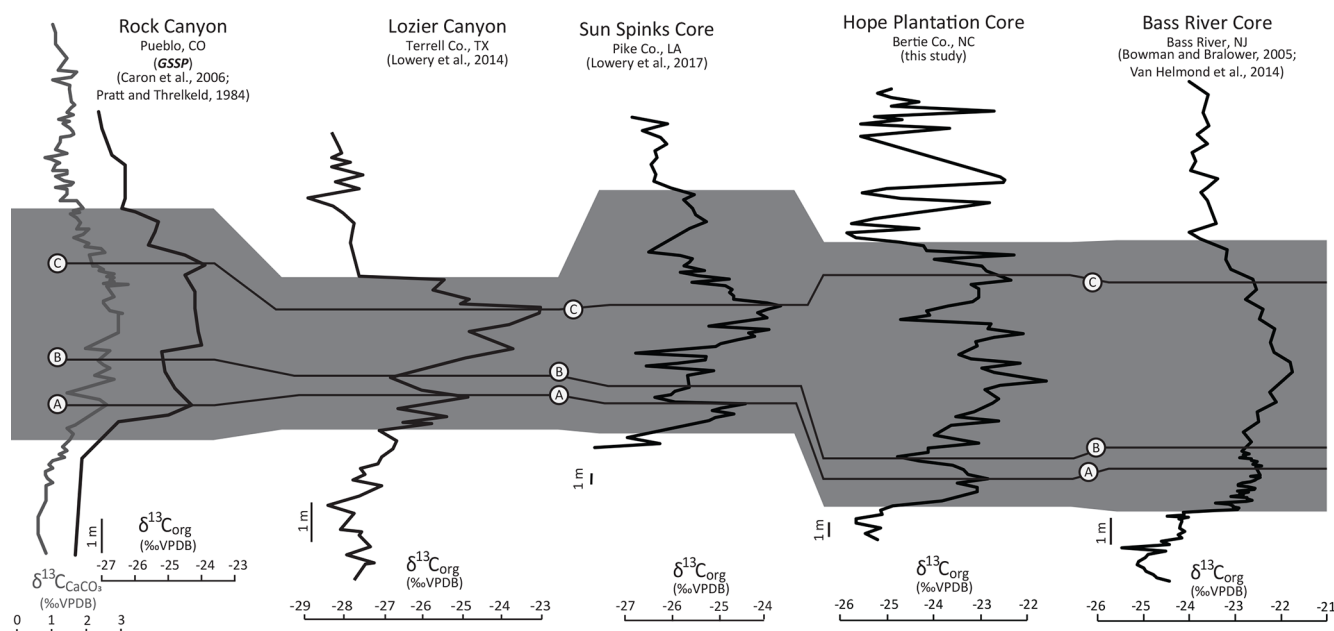 Rock Canyon
Pueblo, CO
(GSSP)
(Caron et al., 2006;
Pratt and Threlkeld, 1984)
Lozier Canyon
Terrell Co., TX
(Lowery et al., 2014)
Sun Spinks Core
Pike Co., LA
(Lowery et al., 2017)
Hope Plantation Core
Bertie Co., NC
(this study)
Bass River Core
Bass River, NJ
(Bowman and Bralower, 2005;
Van Helmond et al., 2014)
C
C
C
B
B
B
A
A
A
1 m
δ¹³Corg
(‰VPDB)
-27 -26 -25 -24 -23
δ¹³CCaCO₃
(‰VPDB)
0 1 2 3
1 m
δ¹³Corg
(‰VPDB)
-29 -28 -27 -26 -25 -24 -23
1 m
δ¹³Corg
(‰VPDB)
-27 -26 -25 -24
1 m
δ¹³Corg
(‰VPDB)
-26 -25 -24 -23 -22
1 m
δ¹³Corg
(‰VPDB)
-26 -25 -24 -23 -22 -21